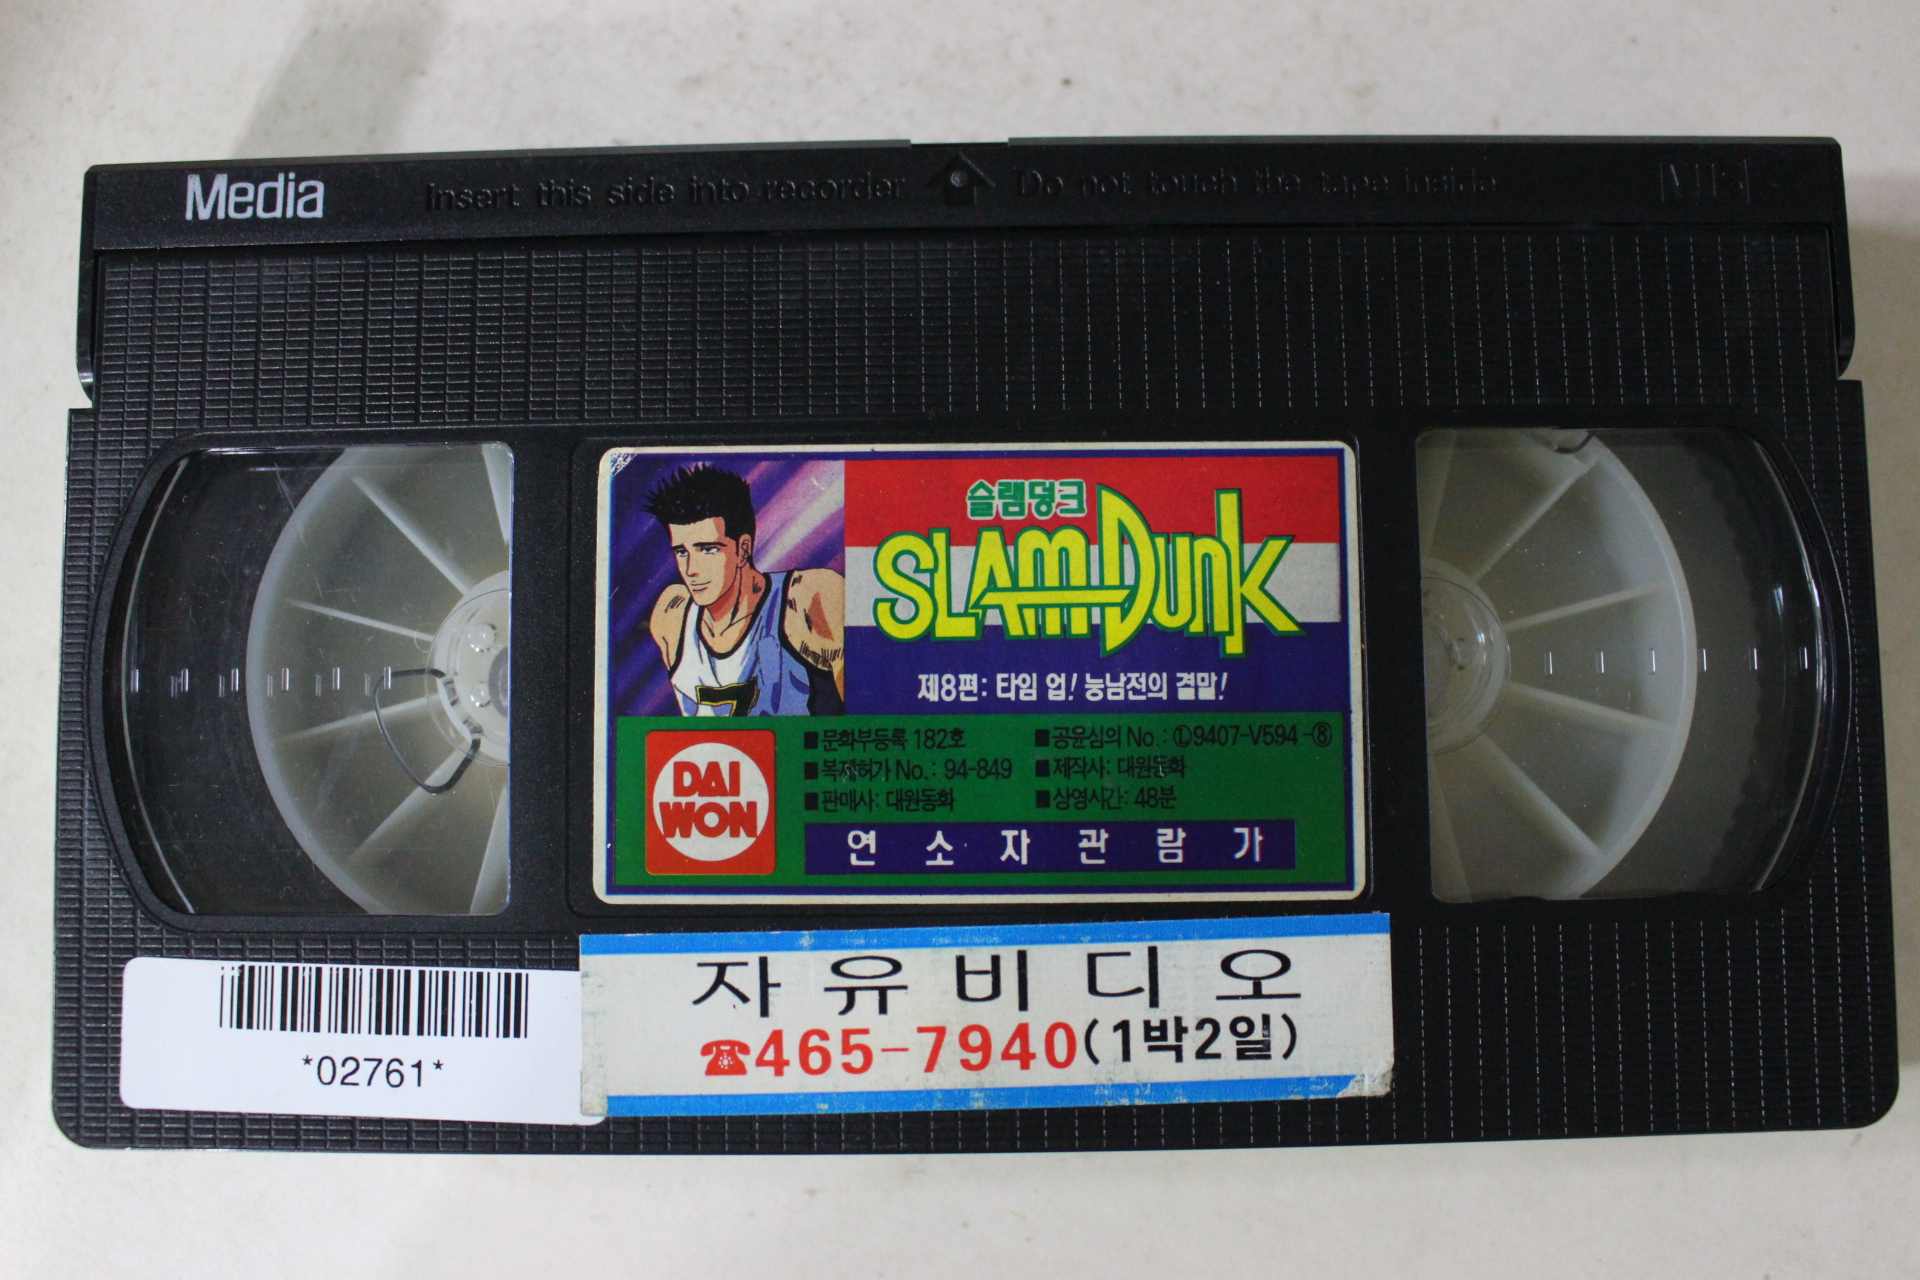 Media
Insert this side into recorder Do not touch the tape inside
VHS
슬램덩크
SLAM DUNK
제8편: 타임 업! 능남전의 결말!
7
DAI WON
■문화부등록 182호 ■공윤심의 No.: Ⓛ9407-V594-⑧
■복제허가 No.: 94-849 ■제작사: 대원동화
■판매사: 대원동화 ■상영시간: 48분
연소자관람가
자유비디오
☎465-7940(1박2일)
*02761*